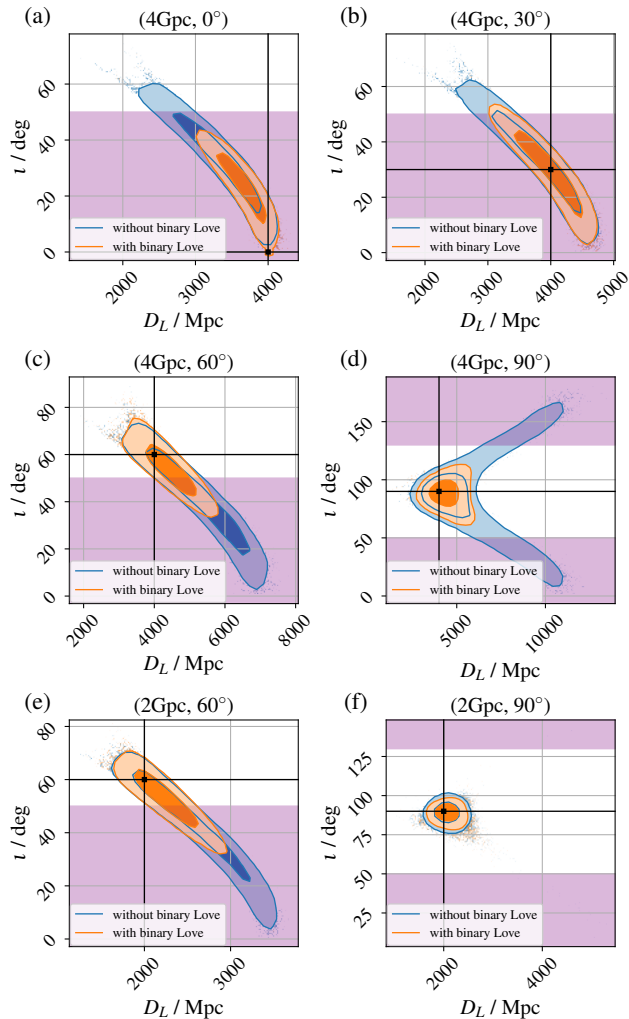 (a)
(4Gpc, 0°)
ι / deg
60
40
20
0
without binary Love
with binary Love
2000
3000
4000
D_L / Mpc
(b)
(4Gpc, 30°)
ι / deg
60
40
20
0
without binary Love
with binary Love
2000
3000
4000
5000
D_L / Mpc
(c)
(4Gpc, 60°)
ι / deg
80
60
40
20
0
without binary Love
with binary Love
2000
4000
6000
8000
D_L / Mpc
(d)
(4Gpc, 90°)
ι / deg
150
100
50
0
without binary Love
with binary Love
5000
10000
D_L / Mpc
(e)
(2Gpc, 60°)
ι / deg
80
60
40
20
0
without binary Love
with binary Love
2000
3000
D_L / Mpc
(f)
(2Gpc, 90°)
ι / deg
125
100
75
50
25
without binary Love
with binary Love
2000
4000
D_L / Mpc